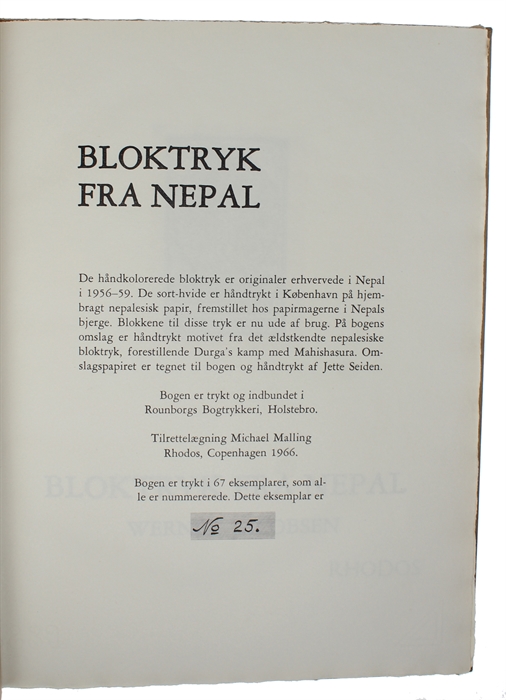 BLOKTRYK
FRA NEPAL
De håndkolorerede bloktryk er originaler erhvervede i Nepal
i 1956–59. De sort-hvide er håndtrykt i København på hjem-
bragt nepalesisk papir, fremstillet hos papirmagerne i Nepals
bjerge. Blokkene til disse tryk er nu ude af brug. På bogens
omslag er håndtrykt motivet fra det ældstkendte nepalesiske
bloktryk, forestillende Durga's kamp med Mahishasura. Om-
slagspapiret er tegnet til bogen og håndtrykt af Jette Seiden.
Bogen er trykt og indbundet i
Rounborgs Bogtrykkeri, Holstebro.
Tilrettelægning Michael Malling
Rhodos, Copenhagen 1966.
Bogen er trykt i 67 eksemplarer, som al-
le er nummererede. Dette eksemplar er
№ 25.
RHODOS